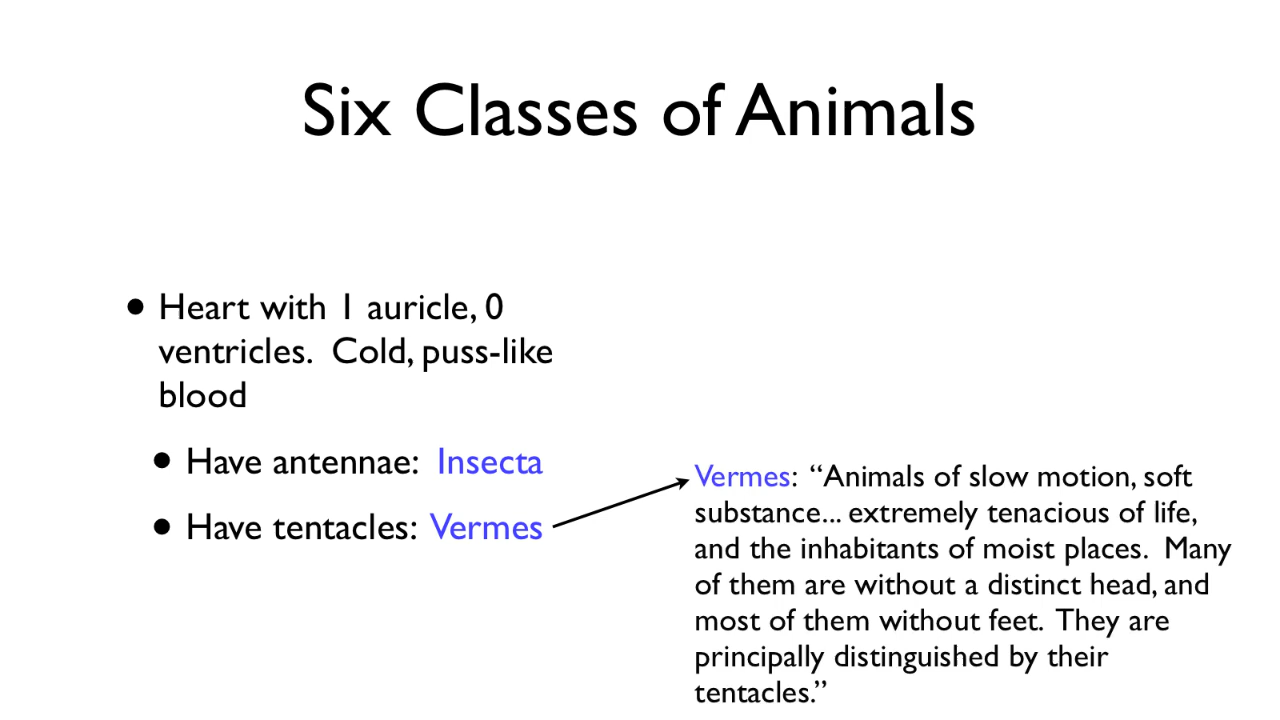 Six Classes of Animals
• Heart with 1 auricle, 0
ventricles.  Cold, puss-like
blood
• Have antennae:  Insecta
• Have tentacles: Vermes
Vermes:  “Animals of slow motion, soft
substance... extremely tenacious of life,
and the inhabitants of moist places.  Many
of them are without a distinct head, and
most of them without feet.  They are
principally distinguished by their
tentacles.”